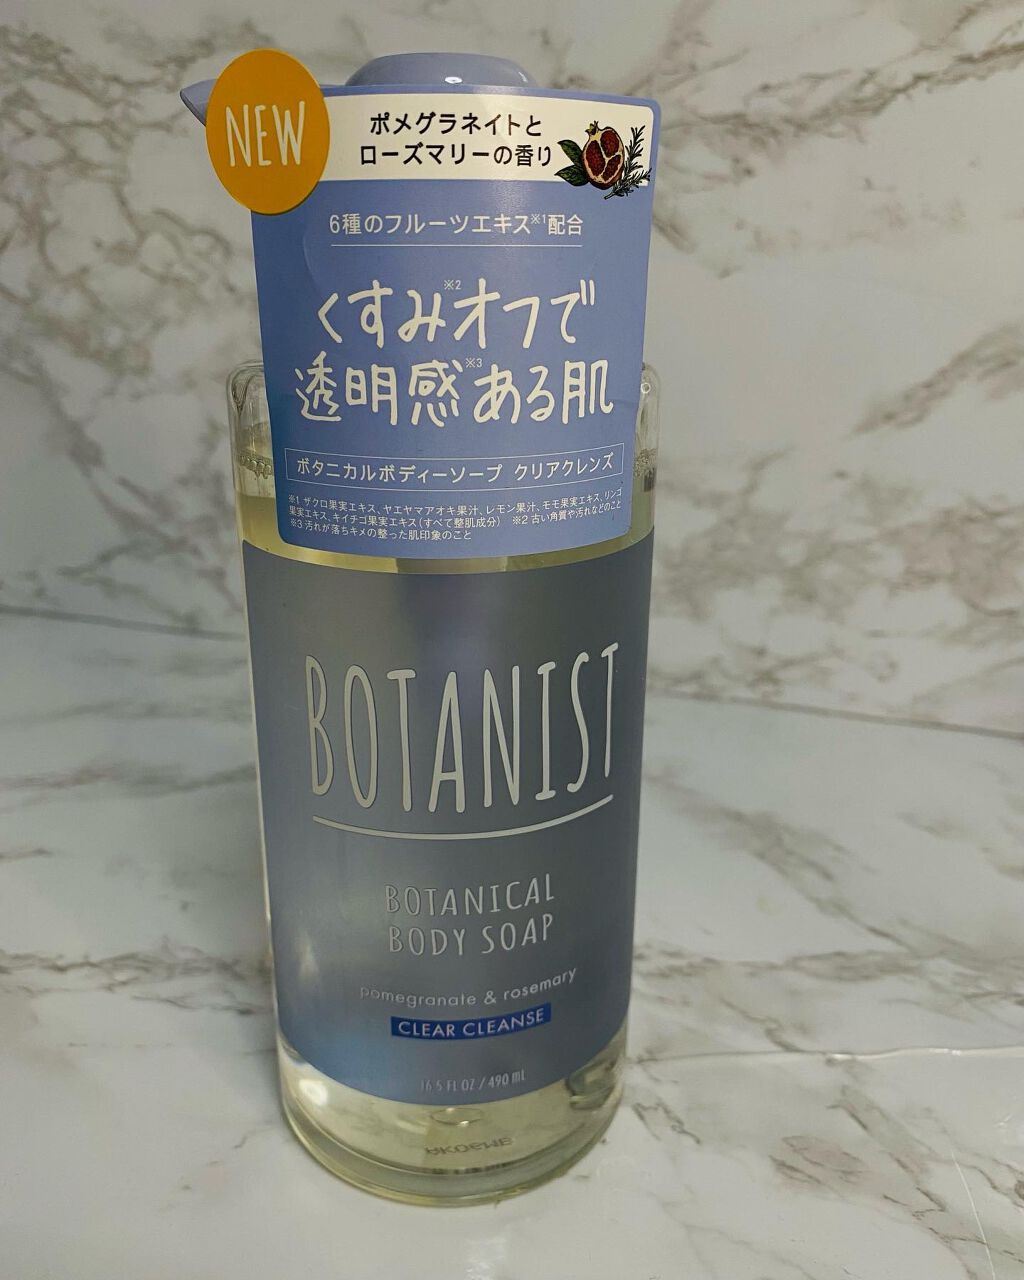 NEW
ポメグラネイトと
ローズマリーの香り
6種のフルーツエキス※1配合
くすみ※2オフで
透明感※3ある肌
ボタニカルボディーソープ クリアクレンズ
※1 ザクロ果実エキス、ヤエヤマアオキ果汁、レモン果汁、モモ果実エキス、リンゴ
果実エキス、キイチゴ果実エキス(すべて整肌成分) ※2 古い角質や汚れなどのこと
※3 汚れが落ちキメの整った肌印象のこと
BOTANIST
BOTANICAL
BODY SOAP
pomegranate & rosemary
CLEAR CLEANSE
16.5 FL OZ / 490 mL